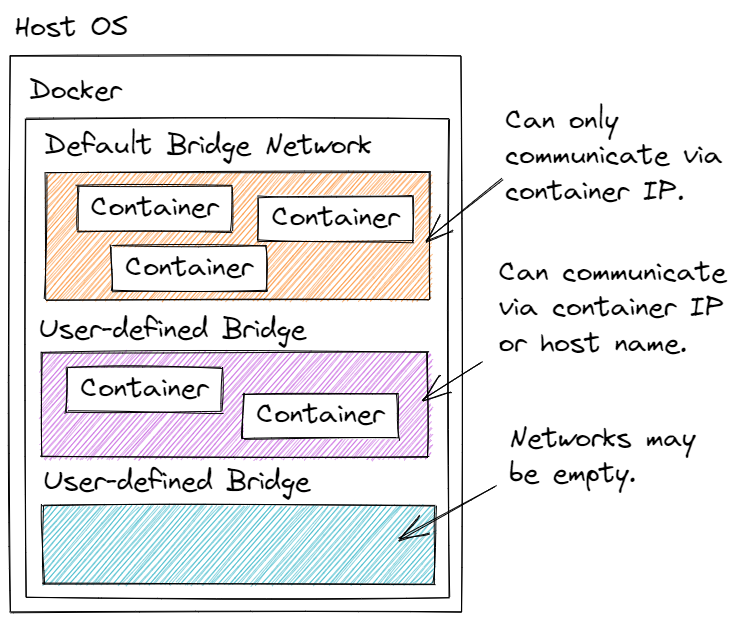 Host OS
Docker
Default Bridge Network
Container
Container
Container
Can only
communicate via
container IP.
User-defined Bridge
Container
Container
Can communicate
via container IP
or host name.
User-defined Bridge
Networks may
be empty.